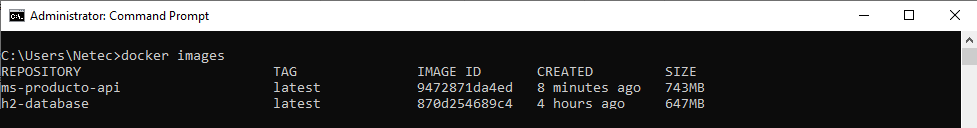 Administrator: Command Prompt
C:\Users\Netec>docker images
REPOSITORY TAG IMAGE ID CREATED SIZE
ms-producto-api latest 9472871da4ed 8 minutes ago 743MB
h2-database latest 870d254689c4 4 hours ago 647MB